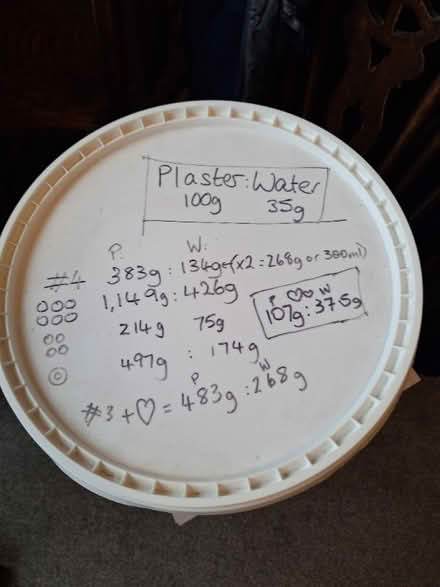 Plaster:Water
100g 35g
P. W.
#4 383g : 134g (x2 = 268g or 300ml)
1,149g : 426g
P W
107g : 37.5g
214g 75g
497g : 174g
P W
#3 + = 483g : 268g